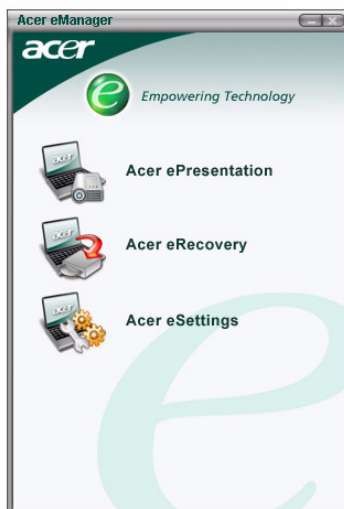 Acer eManager
acer
e
Empowering Technology
Acer ePresentation
Acer eRecovery
Acer eSettings
e